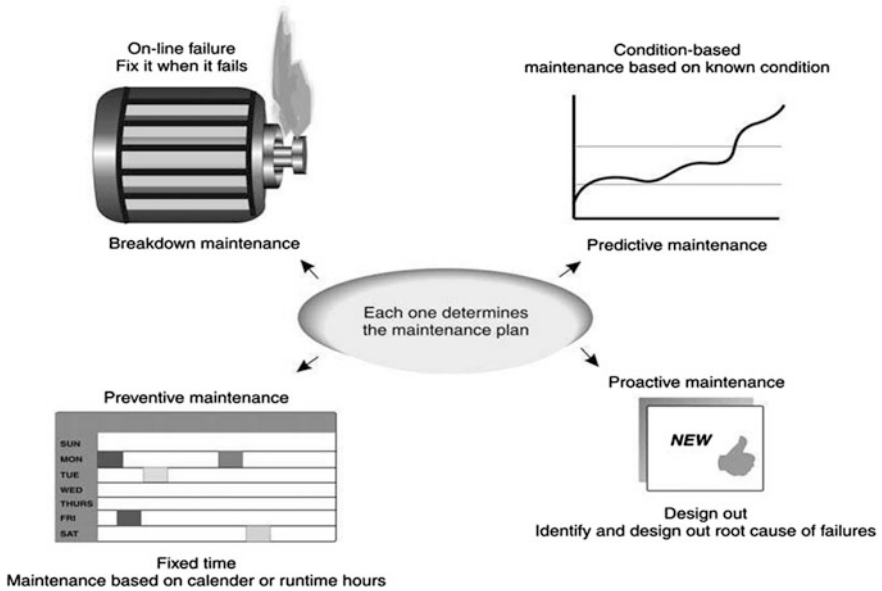 On-line failure
Fix it when it fails
Breakdown maintenance
Condition-based
maintenance based on known condition
Predictive maintenance
Each one determines
the maintenance plan
Preventive maintenance
SUN
MON
TUE
WED
THURS
FRI
SAT
Fixed time
Maintenance based on calender or runtime hours
Proactive maintenance
NEW
Design out
Identify and design out root cause of failures